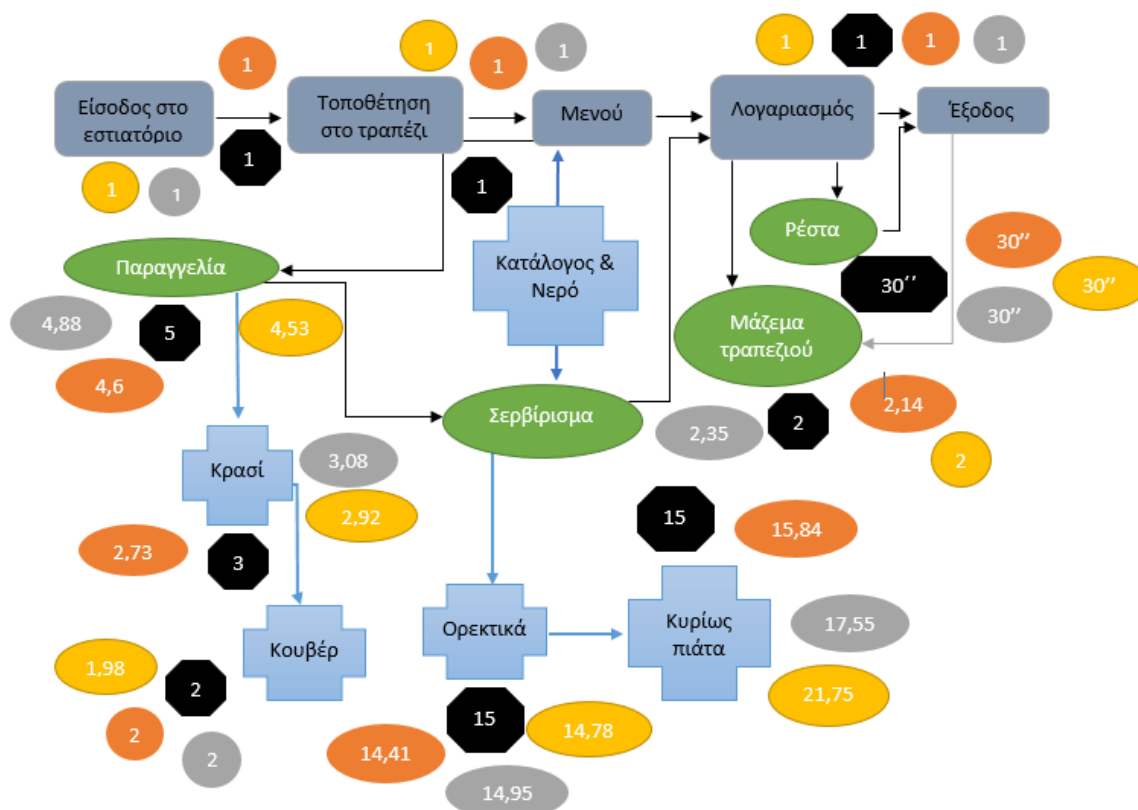 1
1
1
1
1
1
1
1
Είσοδος στο
εστιατόριο
Τοποθέτηση
στο τραπέζι
Μενού
Λογαριασμός
Έξοδος
1
1
1
1
Παραγγελία
Κατάλογος &
Νερό
Ρέστα
30’’
30’’
30’’
30’’
4,88
5
4,53
4,6
Μάζεμα
τραπεζιού
Σερβίρισμα
2,35
2
2,14
2
Κρασί
3,08
2,92
2,73
3
15
15,84
Κουβέρ
Ορεκτικά
Κυρίως
πιάτα
17,55
21,75
1,98
2
2
2
15
14,78
14,41
14,95